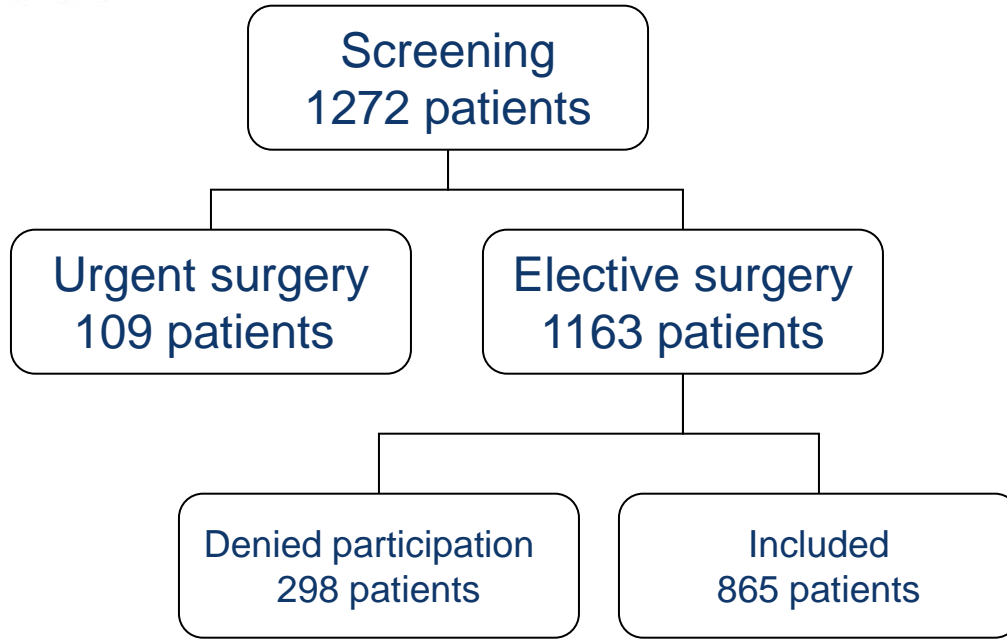 Screening
1272 patients
Urgent surgery
109 patients
Elective surgery
1163 patients
Denied participation
298 patients
Included
865 patients